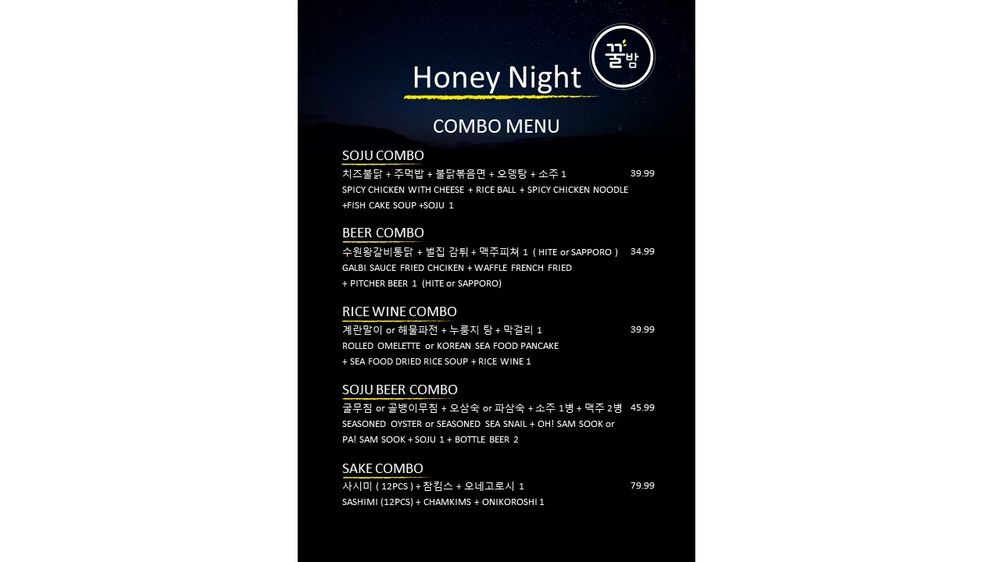 꿀밤
Honey Night
COMBO MENU
SOJU COMBO
치즈불닭 + 주먹밥 + 불닭볶음면 + 오뎅탕 + 소주 1 39.99
SPICY CHICKEN WITH CHEESE + RICE BALL + SPICY CHICKEN NOODLE
+FISH CAKE SOUP +SOJU 1
BEER COMBO
수원왕갈비통닭 + 벌집 감튀 + 맥주피쳐 1 ( HITE or SAPPORO ) 34.99
GALBI SAUCE FRIED CHCIKEN + WAFFLE FRENCH FRIED
+ PITCHER BEER 1 (HITE or SAPPORO)
RICE WINE COMBO
계란말이 or 해물파전 + 누룽지 탕 + 막걸리 1 39.99
ROLLED OMELETTE or KOREAN SEA FOOD PANCAKE
+ SEA FOOD DRIED RICE SOUP + RICE WINE 1
SOJU BEER COMBO
굴무침 or 골뱅이무침 + 오삼숙 or 파삼숙 + 소주 1병 + 맥주 2병 45.99
SEASONED OYSTER or SEASONED SEA SNAIL + OH! SAM SOOK or
PA! SAM SOOK + SOJU 1 + BOTTLE BEER 2
SAKE COMBO
사시미 ( 12PCS ) + 참킴스 + 오네고로시 1 79.99
SASHIMI (12PCS) + CHAMKIMS + ONIKOROSHI 1